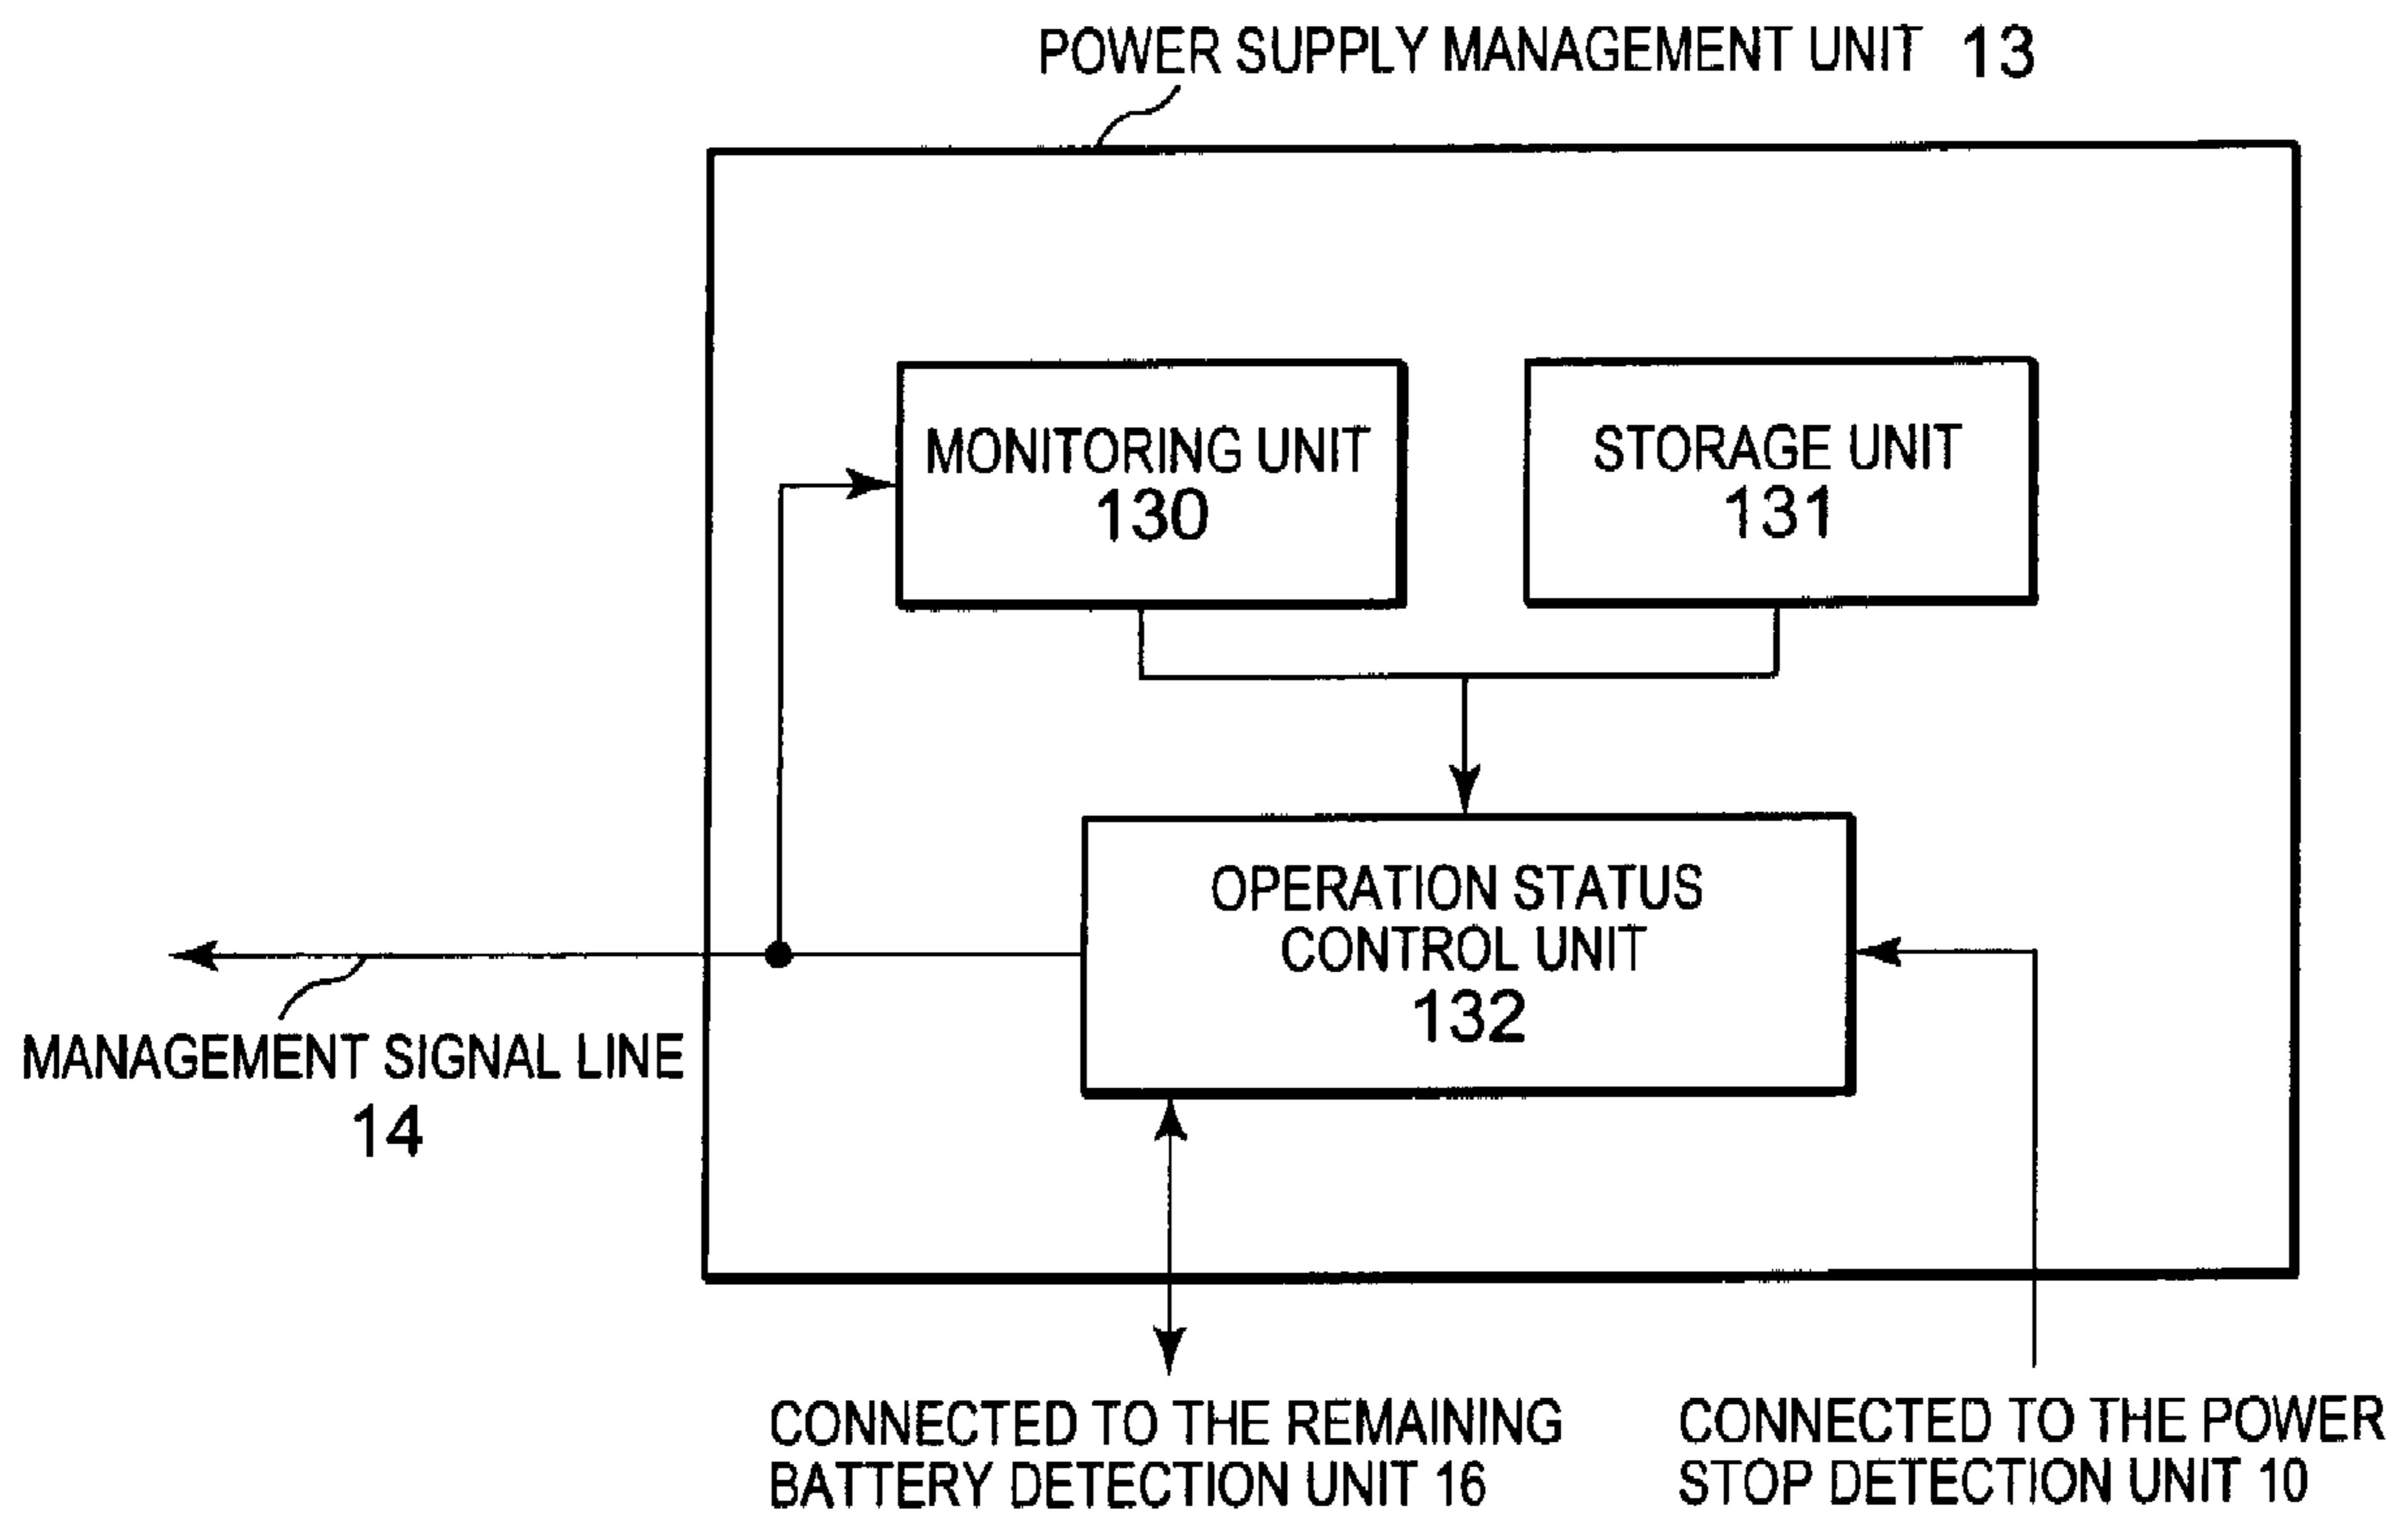 POWER SUPPLY MANAGEMENT UNIT 13
MONITORING UNIT
130
STORAGE UNIT
131
OPERATION STATUS
CONTROL UNIT
132
MANAGEMENT SIGNAL LINE
14
CONNECTED TO THE REMAINING
BATTERY DETECTION UNIT 16
CONNECTED TO THE POWER
STOP DETECTION UNIT 10